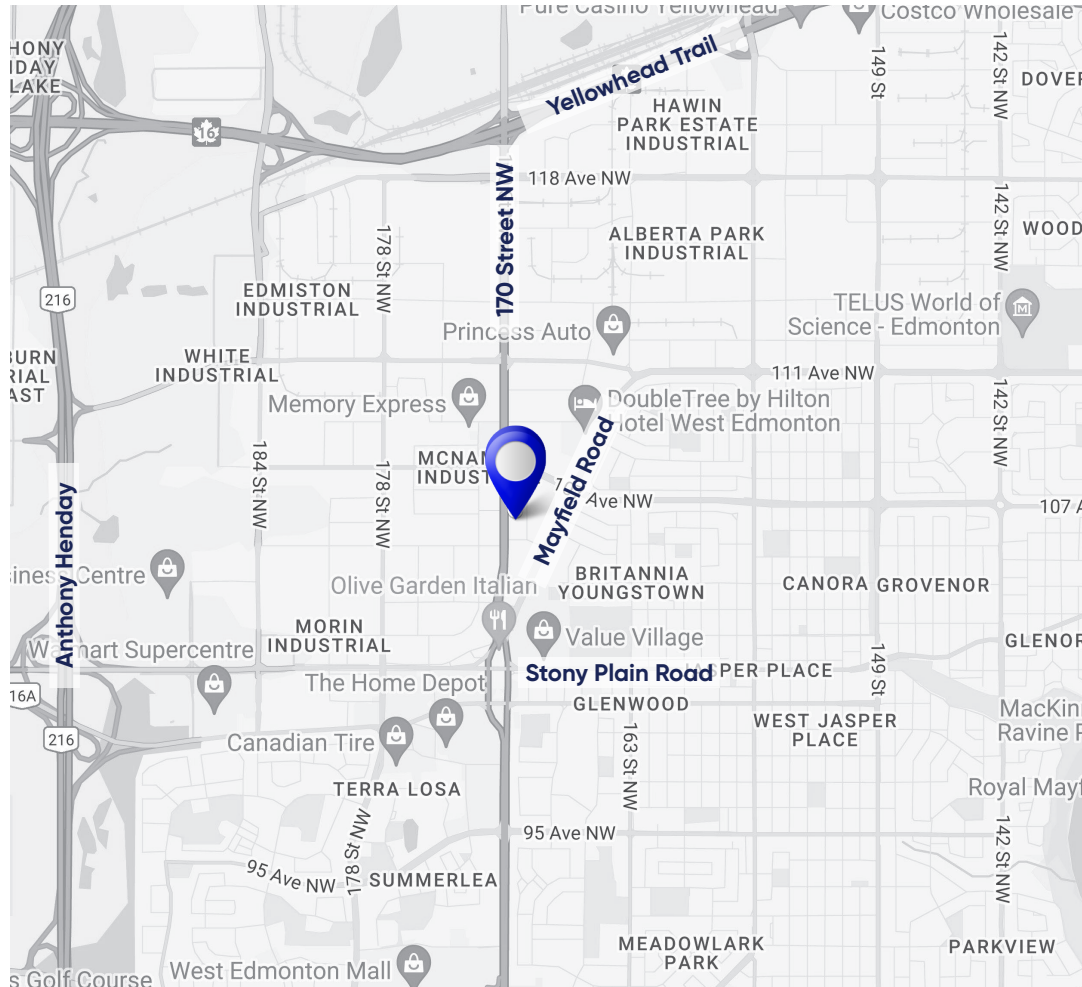 Pure Casino Yellowhead
Costco Wholesale
HONY
DAY
LAKE
16
Yellowhead Trail
149 St
142 St NW
DOVER
HAWIN
PARK ESTATE
INDUSTRIAL
118 Ave NW
170 Street NW
178 St NW
142 St NW
WOOD
ALBERTA PARK
INDUSTRIAL
216
EDMISTON
INDUSTRIAL
Princess Auto
TELUS World of
Science - Edmonton
BURN
RIAL
AST
WHITE
INDUSTRIAL
111 Ave NW
Memory Express
DoubleTree by Hilton
Hotel West Edmonton
142 St NW
184 St NW
178 St NW
MCNA
INDUST
Ave NW
107 A
Mayfield Road
Anthony Henday
siness Centre
Olive Garden Italian
BRITANNIA
YOUNGSTOWN
CANORA
GROVENOR
MORIN
INDUSTRIAL
Value Village
GLENOR
Walmart Supercentre
16A
The Home Depot
Stony Plain Road
SPER PLACE
149 St
GLENWOOD
216
Canadian Tire
163 St NW
WEST JASPER
PLACE
MacKin
Ravine P
TERRA LOSA
Royal Mayf
178 St NW
95 Ave NW
142 St NW
95 Ave NW
SUMMERLEA
MEADOWLARK
PARK
PARKVIEW
West Edmonton Mall
s Golf Course